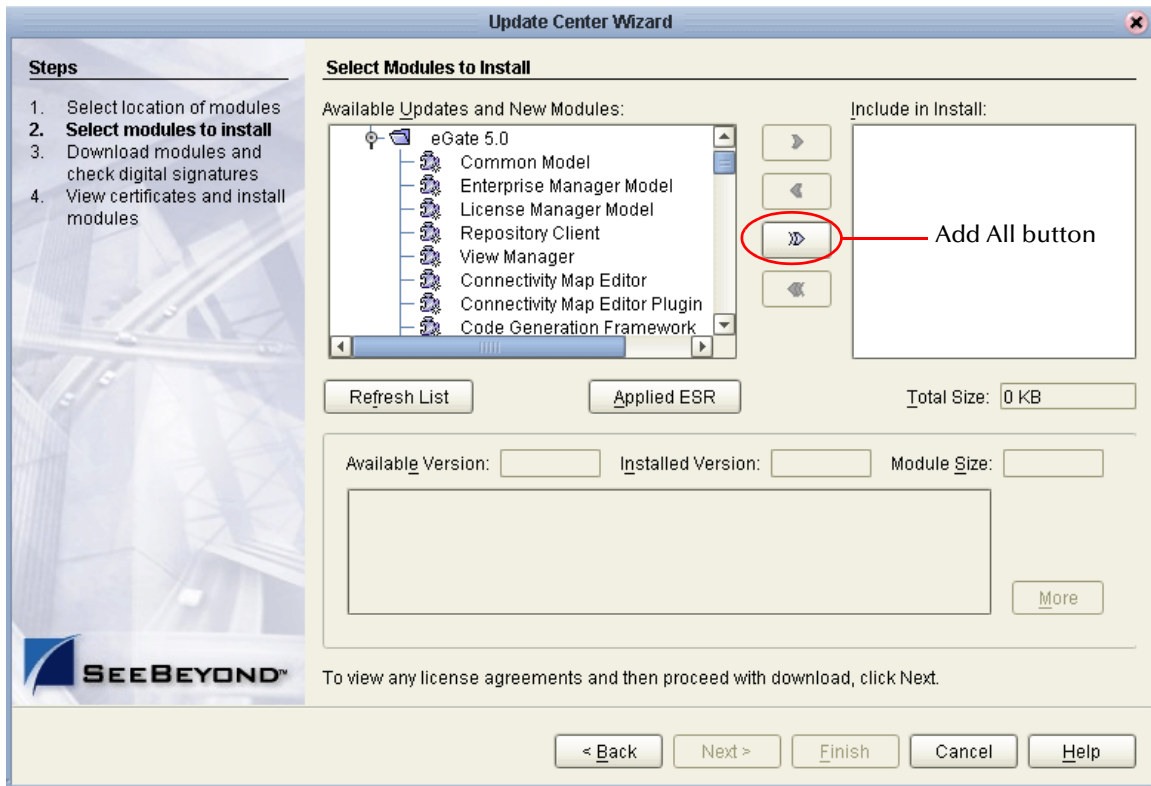 Update Center Wizard
Steps
1. Select location of modules
2. Select modules to install
3. Download modules and
check digital signatures
4. View certificates and install
modules
SEEBEYOND™
Select Modules to Install
Available Updates and New Modules:
eGate 5.0
Common Model
Enterprise Manager Model
License Manager Model
Repository Client
View Manager
Connectivity Map Editor
Connectivity Map Editor Plugin
Code Generation Framework
Include in Install:
Add All button
Refresh List
Applied ESR
Total Size: 0 KB
Available Version:
Installed Version:
Module Size:
More
To view any license agreements and then proceed with download, click Next.
< Back
Next >
Finish
Cancel
Help